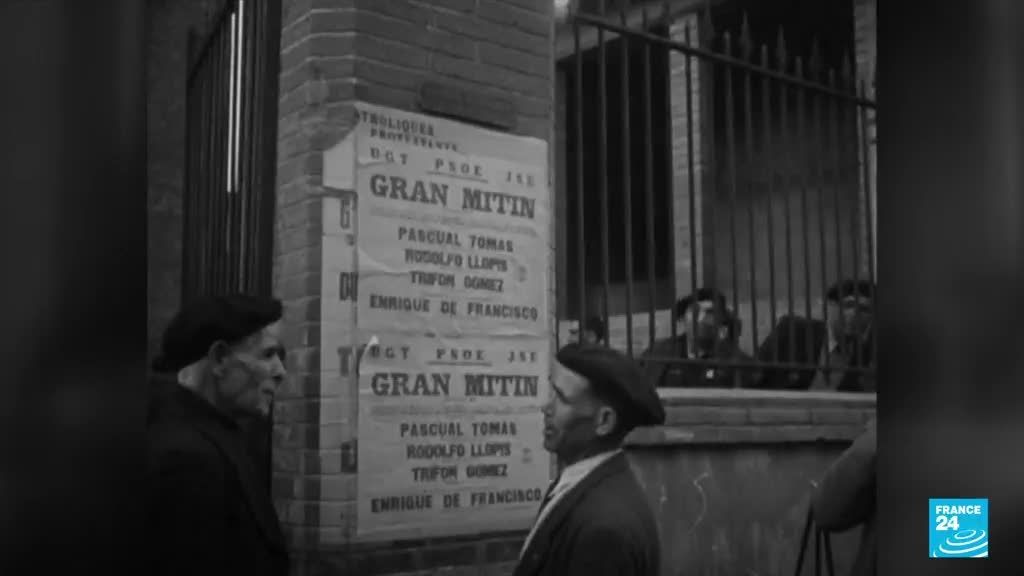 PROTESTANTS
UGT PSOE JSE
GRAN MITIN
PASCUAL TOMAS
RODOLFO LLOPIS
TRIFON GOMEZ
ENRIQUE DE FRANCISCO
UGT PSOE JSE
GRAN MITIN
PASCUAL TOMAS
RODOLFO LLOPIS
TRIFON GOMEZ
ENRIQUE DE FRANCISCO
FRANCE
24